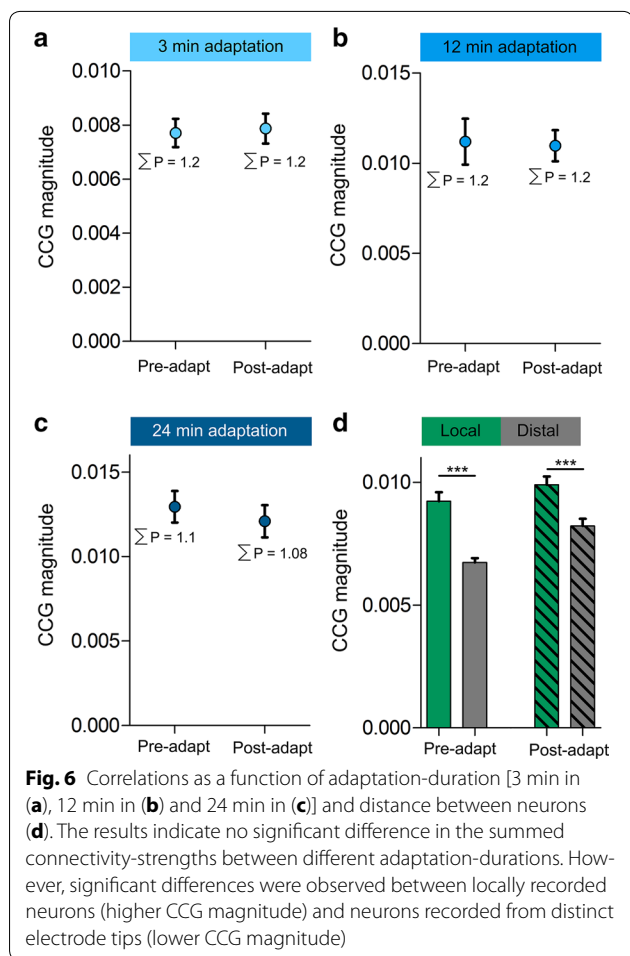 a
3 min adaptation
0.010
0.008
0.006
0.004
0.002
0.000
CCG magnitude
∑ P = 1.2
∑ P = 1.2
Pre-adapt
Post-adapt
b
12 min adaptation
0.015
0.010
0.005
0.000
CCG magnitude
∑ P = 1.2
∑ P = 1.2
Pre-adapt
Post-adapt
c
24 min adaptation
0.015
0.010
0.005
0.000
CCG magnitude
∑ P = 1.1
∑ P = 1.08
Pre-adapt
Post-adapt
d
Local
Distal
***
***
0.010
0.005
0.000
CCG magnitude
Pre-adapt
Post-adapt
Fig. 6 Correlations as a function of adaptation-duration [3 min in
(a), 12 min in (b) and 24 min in (c)] and distance between neurons
(d). The results indicate no significant difference in the summed
connectivity-strengths between different adaptation-durations. How-
ever, significant differences were observed between locally recorded
neurons (higher CCG magnitude) and neurons recorded from distinct
electrode tips (lower CCG magnitude)